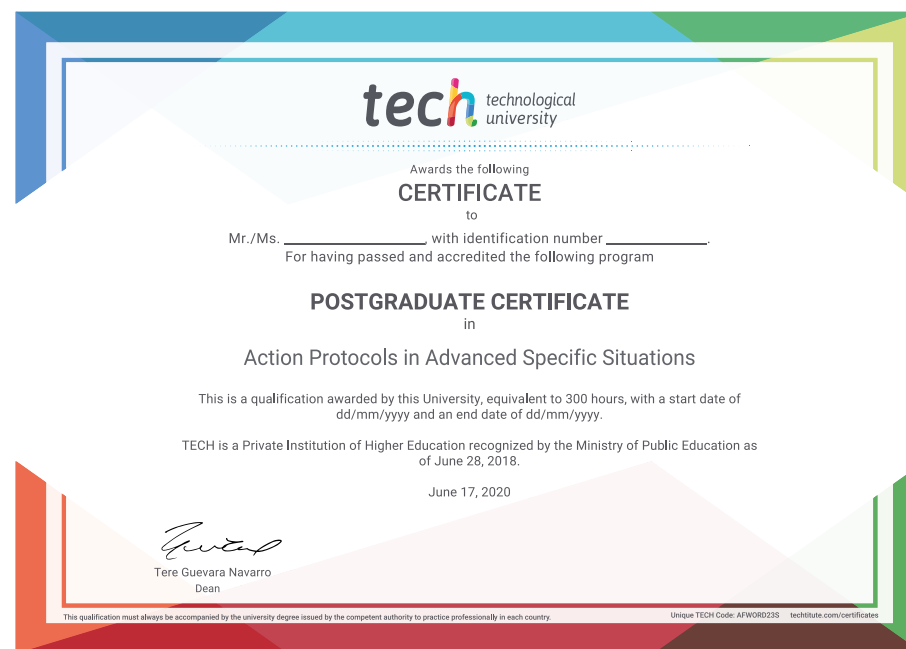 tech technological
university
Awards the following
CERTIFICATE
to
Mr./Ms. ____________, with identification number ____________.
For having passed and accredited the following program
POSTGRADUATE CERTIFICATE
in
Action Protocols in Advanced Specific Situations
This is a qualification awarded by this University, equivalent to 300 hours, with a start date of
dd/mm/yyyy and an end date of dd/mm/yyyy.
TECH is a Private Institution of Higher Education recognized by the Ministry of Public Education as
of June 28, 2018.
June 17, 2020
Tere Guevara Navarro
Dean
This qualification must always be accompanied by the university degree issued by the competent authority to practice professionally in each country.
Unique TECH Code: AFWORD23S techtitute.com/certificates